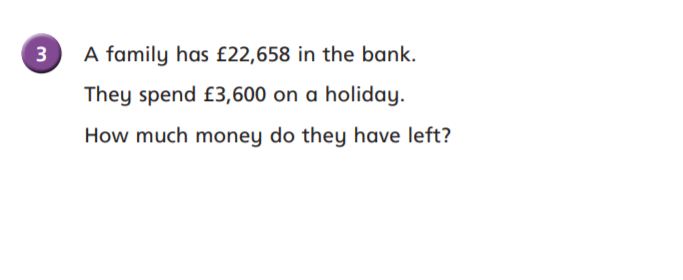 3 A family has £22,658 in the bank.
They spend £3,600 on a holiday.
How much money do they have left?